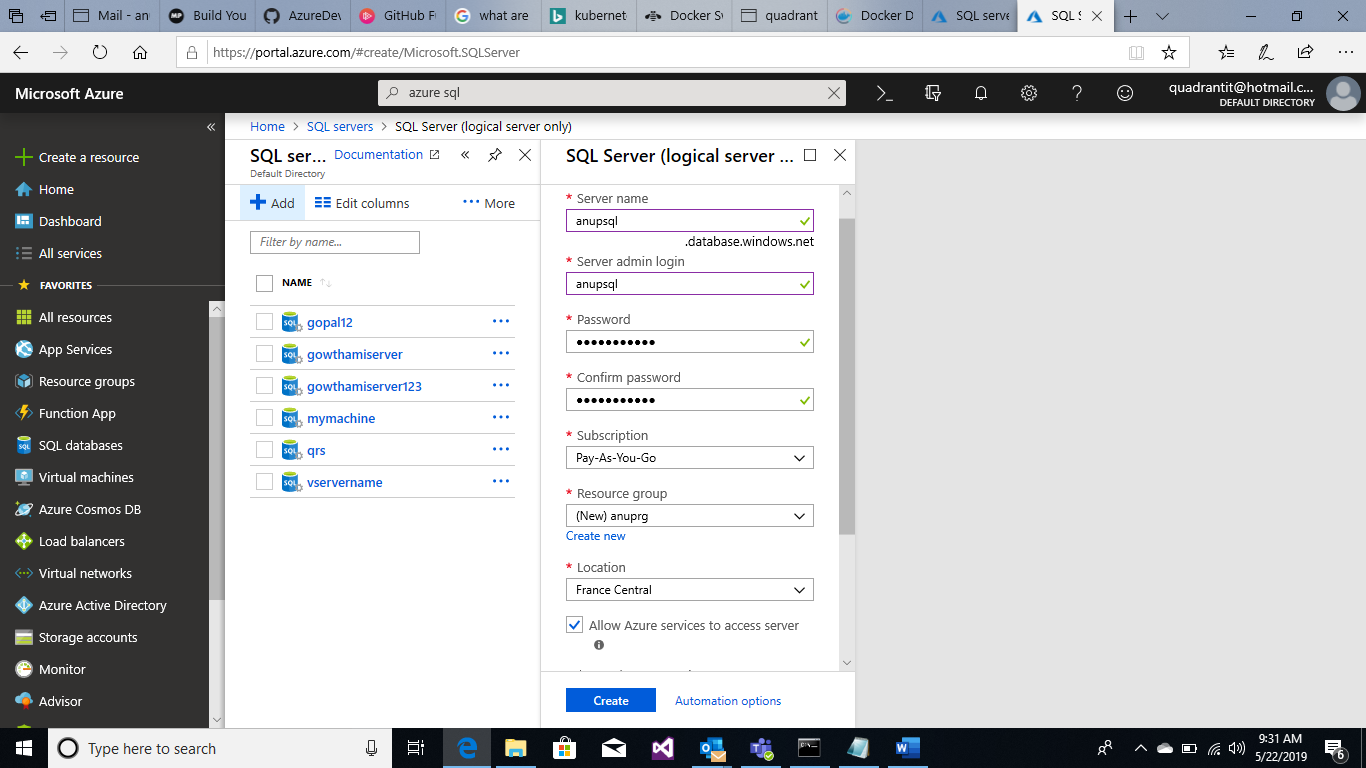 Mail - an
Build You
AzureDev
GitHub F
what are
kubernet
Docker Sv
quadrant
Docker D
SQL serve
SQL S
https://portal.azure.com/#create/Microsoft.SQLServer
Microsoft Azure
azure sql
quadrantit@hotmail.c...
DEFAULT DIRECTORY
Create a resource
Home
Dashboard
All services
FAVORITES
All resources
App Services
Resource groups
Function App
SQL databases
Virtual machines
Azure Cosmos DB
Load balancers
Virtual networks
Azure Active Directory
Storage accounts
Monitor
Advisor
Home > SQL servers > SQL Server (logical server only)
SQL ser... Documentation
Default Directory
Add Edit columns ··· More
Filter by name...
NAME
gopal12
gowthamiserver
gowthamiserver123
mymachine
qrs
vservername
SQL Server (logical server ...
* Server name
anupsql
.database.windows.net
* Server admin login
anupsql
* Password
•••••••••••
* Confirm password
•••••••••••
* Subscription
Pay-As-You-Go
* Resource group
(New) anuprg
Create new
* Location
France Central
Allow Azure services to access server
Create Automation options
Type here to search
9:31 AM
5/22/2019
6